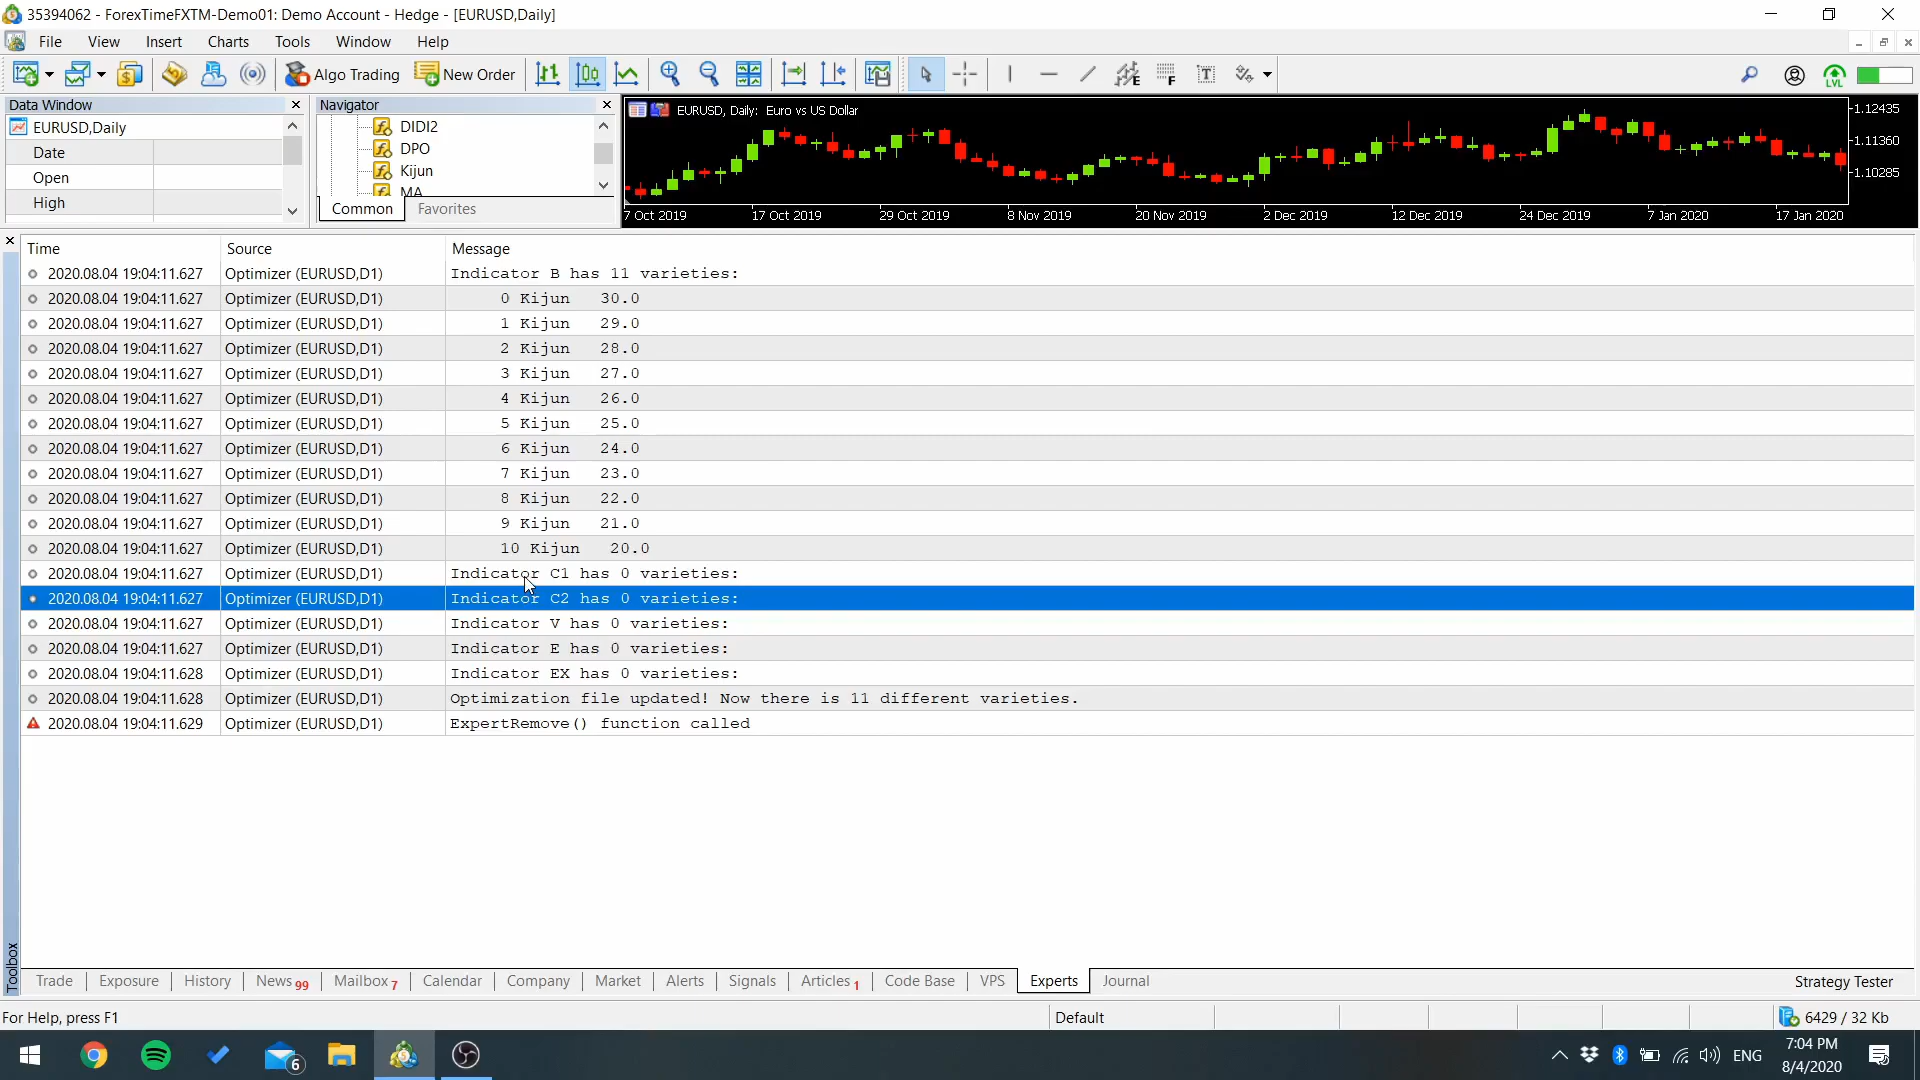 35394062 - ForexTimeFXTM-Demo01: Demo Account - Hedge - [EURUSD,Daily]
File View Insert Charts Tools Window Help
Algo Trading New Order
LVL
Data Window
EURUSD,Daily
Date
Open
High
Navigator
DIDI2
DPO
Kijun
MA
Common Favorites
EURUSD, Daily: Euro vs US Dollar
1.12435
1.11360
1.10285
7 Oct 2019 17 Oct 2019 29 Oct 2019 8 Nov 2019 20 Nov 2019 2 Dec 2019 12 Dec 2019 24 Dec 2019 7 Jan 2020 17 Jan 2020
Time Source Message
2020.08.04 19:04:11.627 Optimizer (EURUSD,D1) Indicator B has 11 varieties:
2020.08.04 19:04:11.627 Optimizer (EURUSD,D1) 0 Kijun 30.0
2020.08.04 19:04:11.627 Optimizer (EURUSD,D1) 1 Kijun 29.0
2020.08.04 19:04:11.627 Optimizer (EURUSD,D1) 2 Kijun 28.0
2020.08.04 19:04:11.627 Optimizer (EURUSD,D1) 3 Kijun 27.0
2020.08.04 19:04:11.627 Optimizer (EURUSD,D1) 4 Kijun 26.0
2020.08.04 19:04:11.627 Optimizer (EURUSD,D1) 5 Kijun 25.0
2020.08.04 19:04:11.627 Optimizer (EURUSD,D1) 6 Kijun 24.0
2020.08.04 19:04:11.627 Optimizer (EURUSD,D1) 7 Kijun 23.0
2020.08.04 19:04:11.627 Optimizer (EURUSD,D1) 8 Kijun 22.0
2020.08.04 19:04:11.627 Optimizer (EURUSD,D1) 9 Kijun 21.0
2020.08.04 19:04:11.627 Optimizer (EURUSD,D1) 10 Kijun 20.0
2020.08.04 19:04:11.627 Optimizer (EURUSD,D1) Indicator C1 has 0 varieties:
2020.08.04 19:04:11.627 Optimizer (EURUSD,D1) Indicator C2 has 0 varieties:
2020.08.04 19:04:11.627 Optimizer (EURUSD,D1) Indicator V has 0 varieties:
2020.08.04 19:04:11.627 Optimizer (EURUSD,D1) Indicator E has 0 varieties:
2020.08.04 19:04:11.628 Optimizer (EURUSD,D1) Indicator EX has 0 varieties:
2020.08.04 19:04:11.628 Optimizer (EURUSD,D1) Optimization file updated! Now there is 11 different varieties.
2020.08.04 19:04:11.629 Optimizer (EURUSD,D1) ExpertRemove() function called
Toolbox
Trade Exposure History News 99 Mailbox 7 Calendar Company Market Alerts Signals Articles 1 Code Base VPS Experts Journal Strategy Tester
For Help, press F1 Default 6429 / 32 Kb
6 ENG 7:04 PM
8/4/2020